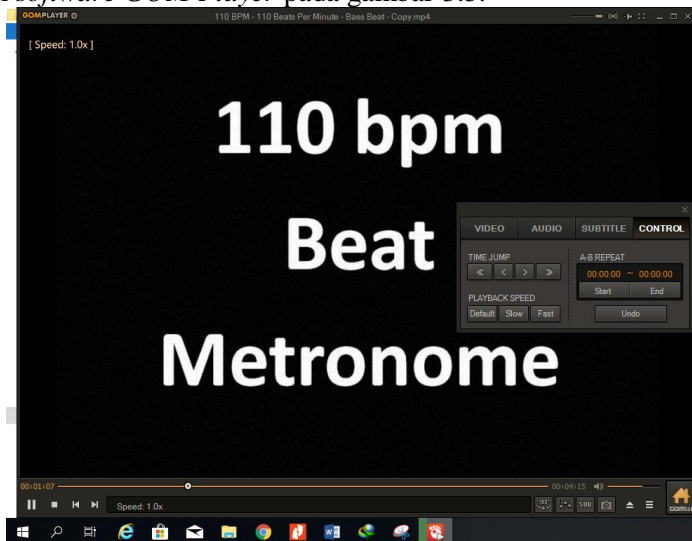 software GOM Player pada gambar 3.3.
GOMPLAYER
110 BPM - 110 Beats Per Minute - Bass Beat - Copy.mp4
[ Speed: 1.0x ]
110 bpm
Beat
Metronome
VIDEO AUDIO SUBTITLE CONTROL
TIME JUMP A-B REPEAT
00:00:00 ~ 00:00:00
Start End
PLAYBACK SPEED
Default Slow Fast Undo
00:01:07 00:04:15
Speed: 1.0x
SUB